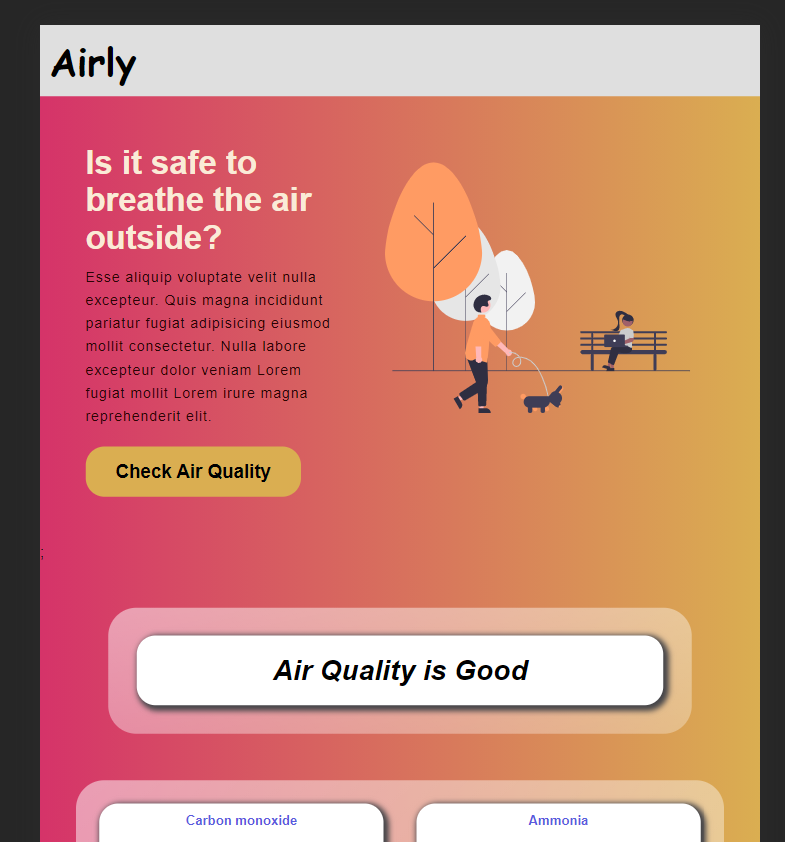 Airly
Is it safe to
breathe the air
outside?
Esse aliquip voluptate velit nulla
excepteur. Quis magna incididunt
pariatur fugiat adipisicing eiusmod
mollit consectetur. Nulla labore
excepteur dolor veniam Lorem
fugiat mollit Lorem irure magna
reprehenderit elit.
Check Air Quality
;
Air Quality is Good
Carbon monoxide
Ammonia